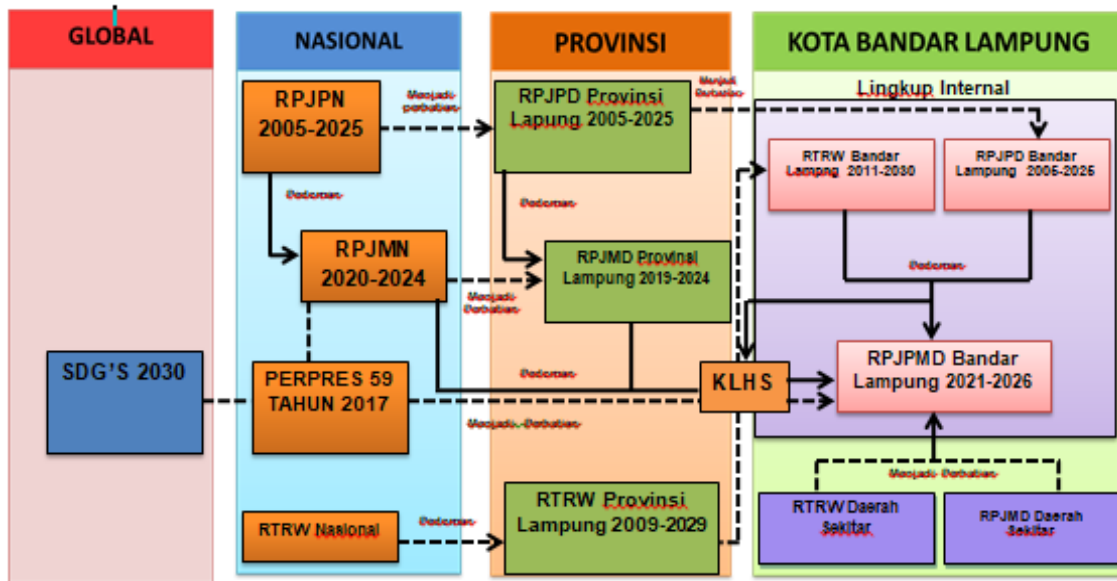 GLOBAL
NASIONAL
PROVINSI
KOTA BANDAR LAMPUNG
Lingkup Internal
RPJPN
2005-2025
Menjadi
perhatian
RPJPD Provinsi
Lapung 2005-2025
Menjadi
Perhatian
RTRW Bandar
Lampng 2011-2030
RPJPD Bandar
Lampung 2005-2025
Pedoman
Pedoman
RPJMN
2020-2024
Menjadi
Perhatian
RPJMD Provinai
Lampung 2019-2024
Pedoman
SDG'S 2030
PERPRES 59
TAHUN 2017
Pedoman
Menjadi Perhatian
KLHS
RPJPMD Bandar
Lampung 2021-2026
Menjadi Perhatian
RTRW Nasional
Pedoman
RTRW Provinsi
Lampung 2009-2029
RTRW Daerah
Sekitar
RPJMD Daerah
Sekitar